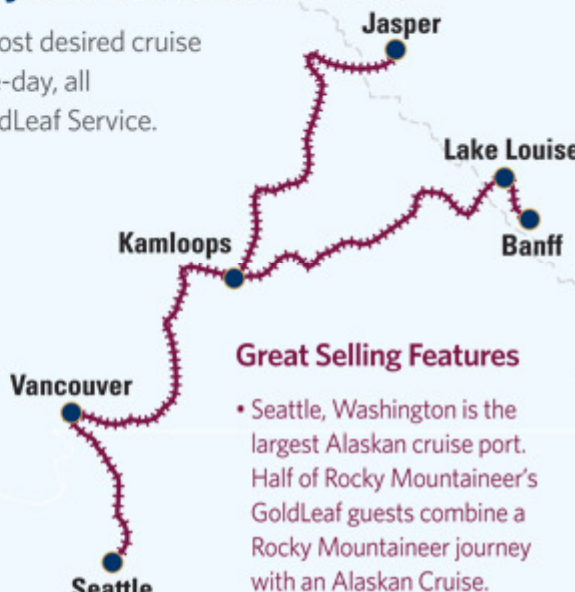 Jasper
ost desired cruise
-day, all
dLeaf Service.
Lake Louise
Kamloops
Banff
Great Selling Features
Vancouver
• Seattle, Washington is the
largest Alaskan cruise port.
Half of Rocky Mountaineer's
GoldLeaf guests combine a
Rocky Mountaineer journey
with an Alaskan Cruise.
Seattle